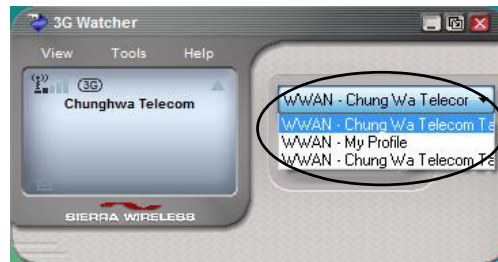 3G Watcher
View Tools Help
3G
Chunghwa Telecom
WWAN - Chung Wa Telecor
WWAN - Chung Wa Telecom Ta
WWAN - My Profile
WWAN - Chung Wa Telecom Ta
SIERRA WIRELESS